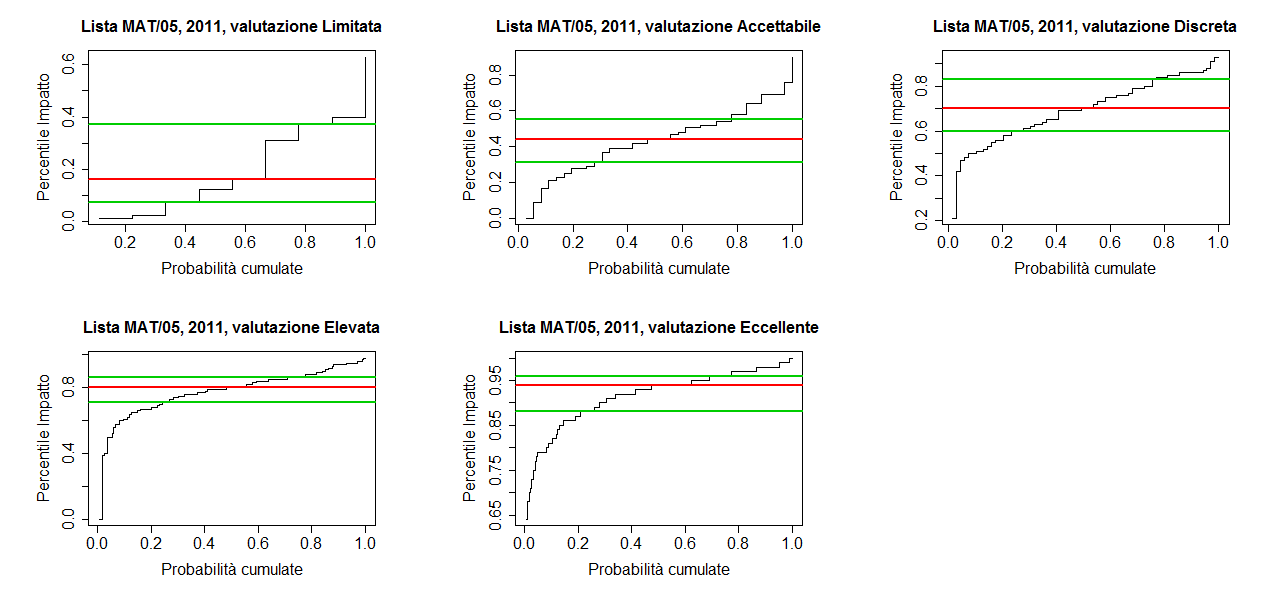 Lista MAT/05, 2011, valutazione Limitata
Percentile Impatto
0.0 0.2 0.4 0.6
0.2 0.4 0.6 0.8 1.0
Probabilità cumulate
Lista MAT/05, 2011, valutazione Accettabile
Percentile Impatto
0.0 0.2 0.4 0.6 0.8
0.0 0.2 0.4 0.6 0.8 1.0
Probabilità cumulate
Lista MAT/05, 2011, valutazione Discreta
Percentile Impatto
0.2 0.4 0.6 0.8
0.0 0.2 0.4 0.6 0.8 1.0
Probabilità cumulate
Lista MAT/05, 2011, valutazione Elevata
Percentile Impatto
0.0 0.4 0.8
0.0 0.2 0.4 0.6 0.8 1.0
Probabilità cumulate
Lista MAT/05, 2011, valutazione Eccellente
Percentile Impatto
0.65 0.75 0.85 0.95
0.0 0.2 0.4 0.6 0.8 1.0
Probabilità cumulate